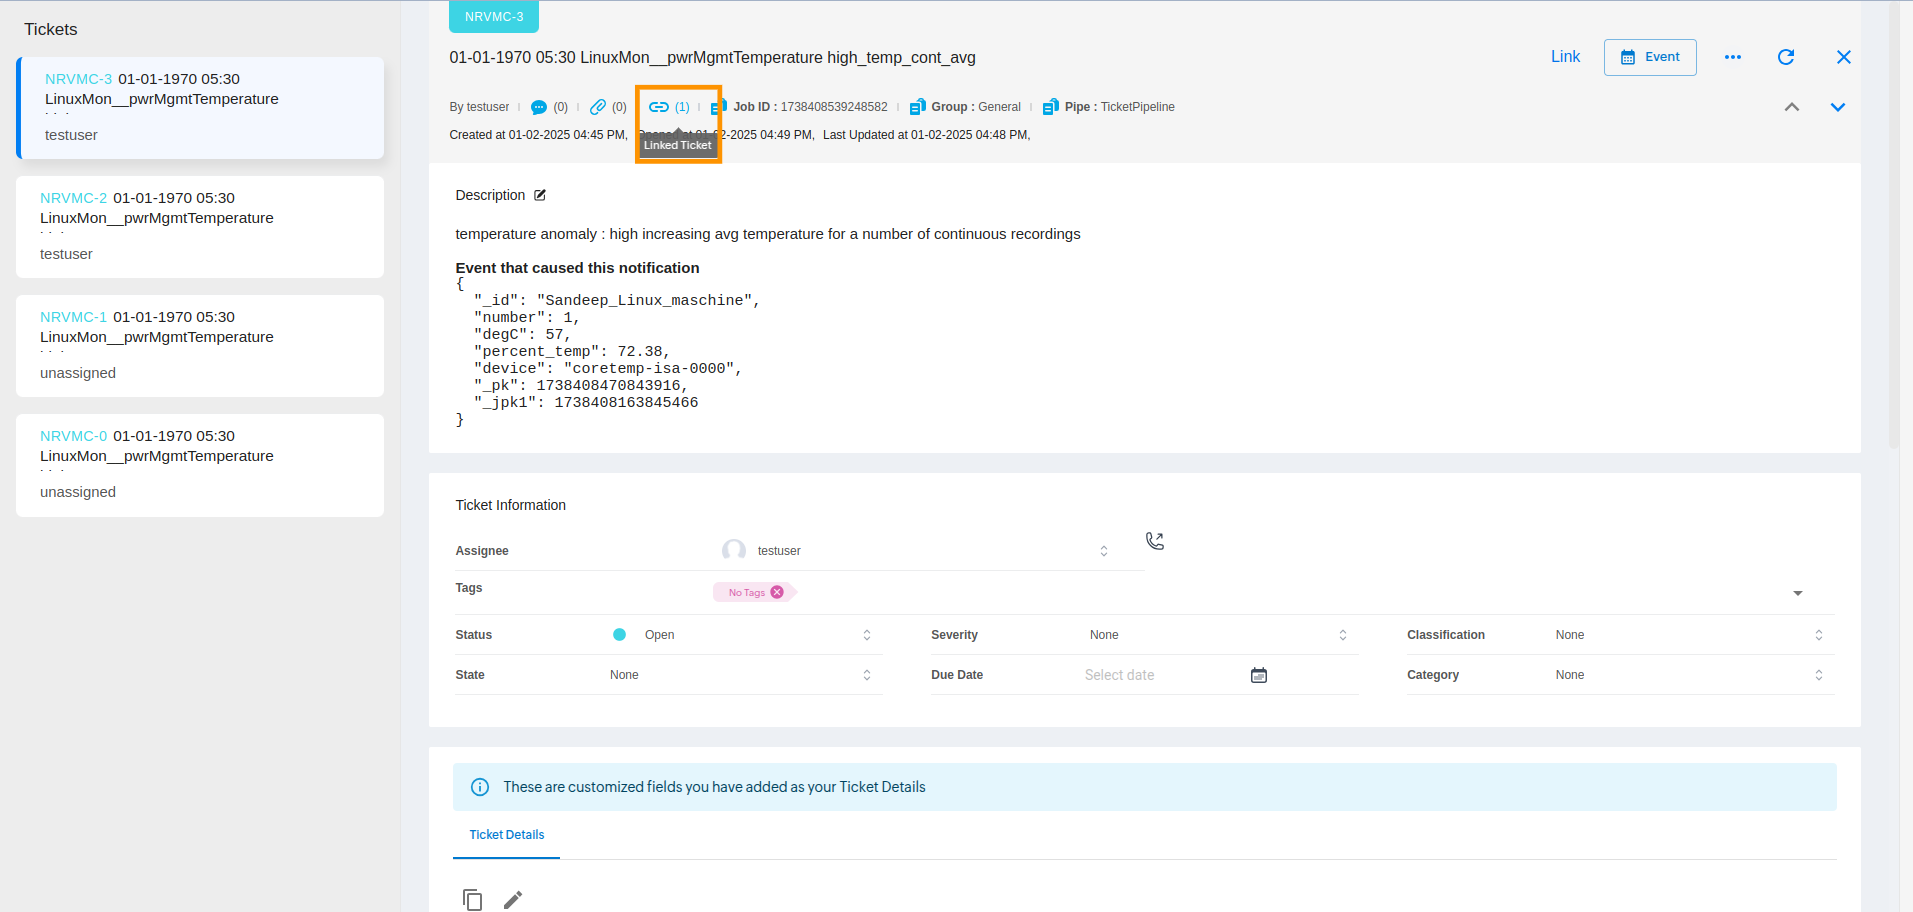 Tickets
NRVMC-3 01-01-1970 05:30
LinuxMon__pwrMgmtTemperature
testuser
NRVMC-2 01-01-1970 05:30
LinuxMon__pwrMgmtTemperature
testuser
NRVMC-1 01-01-1970 05:30
LinuxMon__pwrMgmtTemperature
unassigned
NRVMC-0 01-01-1970 05:30
LinuxMon__pwrMgmtTemperature
unassigned
NRVMC-3
01-01-1970 05:30 LinuxMon__pwrMgmtTemperature high_temp_cont_avg
Link
Event
By testuser (0) (0) (1) Job ID : 1738408539248582 Group : General Pipe : TicketPipeline
Created at 01-02-2025 04:45 PM, Opened at 01-02-2025 04:49 PM, Last Updated at 01-02-2025 04:48 PM,
Linked Ticket
Description
temperature anomaly : high increasing avg temperature for a number of continuous recordings
Event that caused this notification
{
"_id": "Sandeep_Linux_maschine",
"number": 1,
"degC": 57,
"percent_temp": 72.38,
"device": "coretemp-isa-0000",
"_pk": 1738408470843916,
"_jpk1": 1738408163845466
}
Ticket Information
Assignee testuser
Tags No Tags
Status Open Severity None Classification None
State None Due Date Select date Category None
These are customized fields you have added as your Ticket Details
Ticket Details